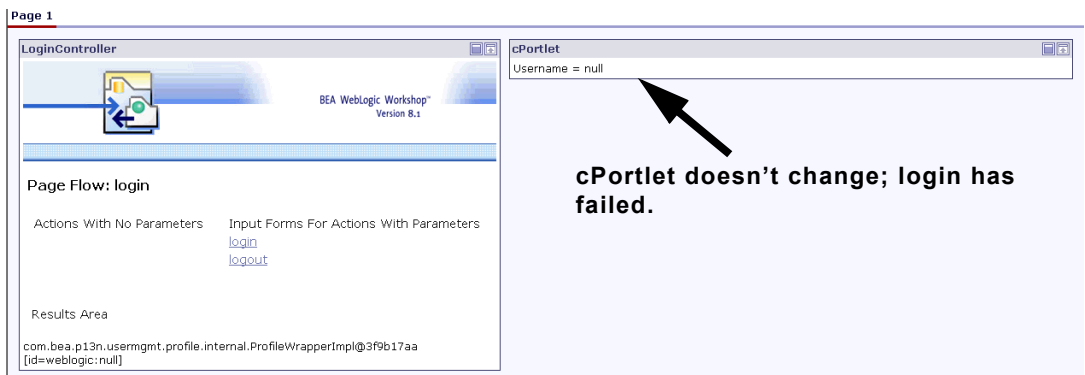 Page 1
LoginController
BEA WebLogic Workshop™
Version 8.1
Page Flow: login
Actions With No Parameters
Input Forms For Actions With Parameters
login
logout
Results Area
com.bea.p13n.usermgmt.profile.internal.ProfileWrapperImpl@3f9b17aa
[id=weblogic:null]
cPortlet
Username = null
cPortlet doesn’t change; login has
failed.